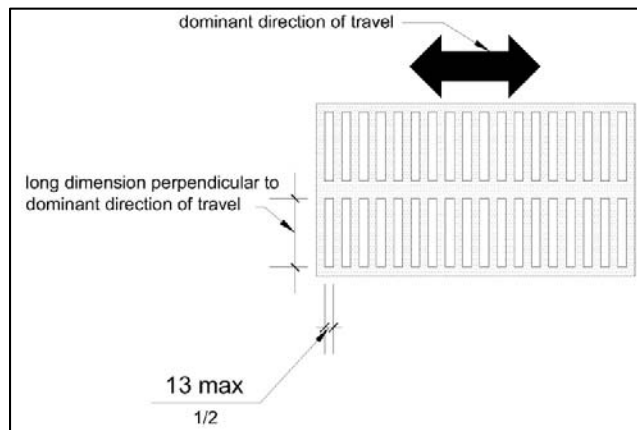 dominant direction of
travel
long dimension perpendicular to
dominant direction of travel
13 max
1/2